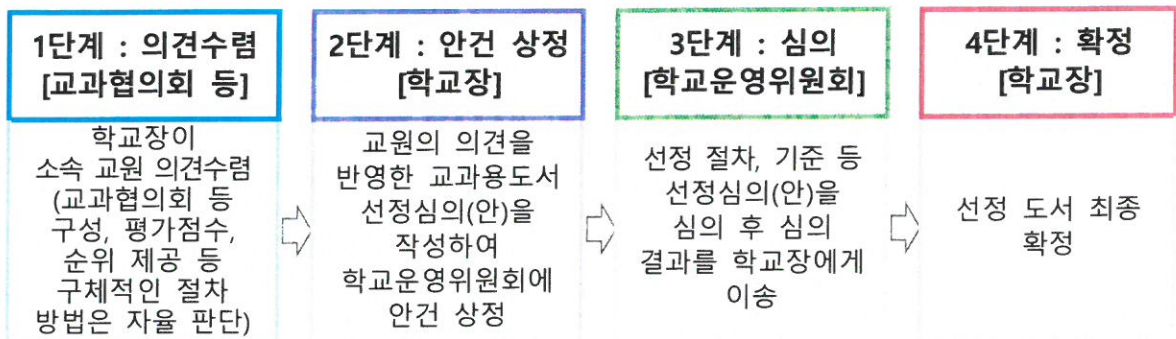 1단계 : 의견수렴
[교과협의회 등]
학교장이
소속 교원 의견수렴
(교과협의회 등
구성, 평가점수,
순위 제공 등
구체적인 절차
방법은 자율 판단)
2단계 : 안건 상정
[학교장]
교원의 의견을
반영한 교과용도서
선정심의(안)을
작성하여
학교운영위원회에
안건 상정
3단계 : 심의
[학교운영위원회]
선정 절차, 기준 등
선정심의(안)을
심의 후 심의
결과를 학교장에게
이송
4단계 : 확정
[학교장]
선정 도서 최종
확정